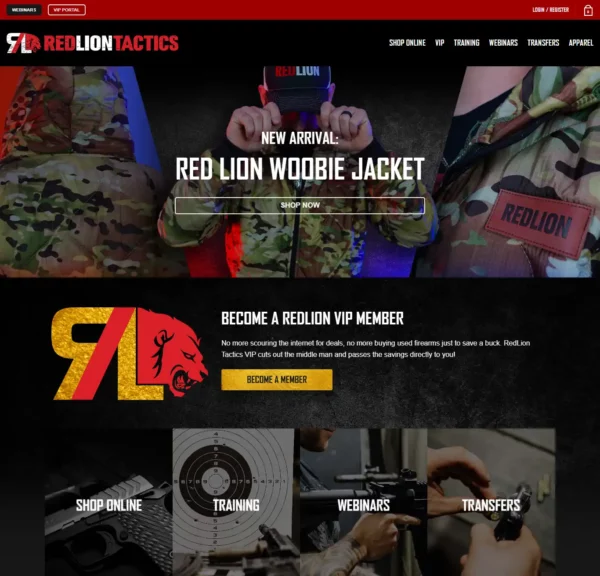 WEBINARS
VIP PORTAL
LOGIN / REGISTER
0
RL REDLIONTACTICS
SHOP ONLINE
VIP
TRAINING
WEBINARS
TRANSFERS
APPAREL
REDLION
NEW ARRIVAL:
RED LION WOOBIE JACKET
SHOP NOW
REDLION
RL
BECOME A REDLION VIP MEMBER
No more scouring the internet for deals, no more buying used firearms just to save a buck. RedLion
Tactics VIP cuts out the middle man and passes the savings directly to you!
BECOME A MEMBER
SHOP ONLINE
TRAINING
WEBINARS
TRANSFERS